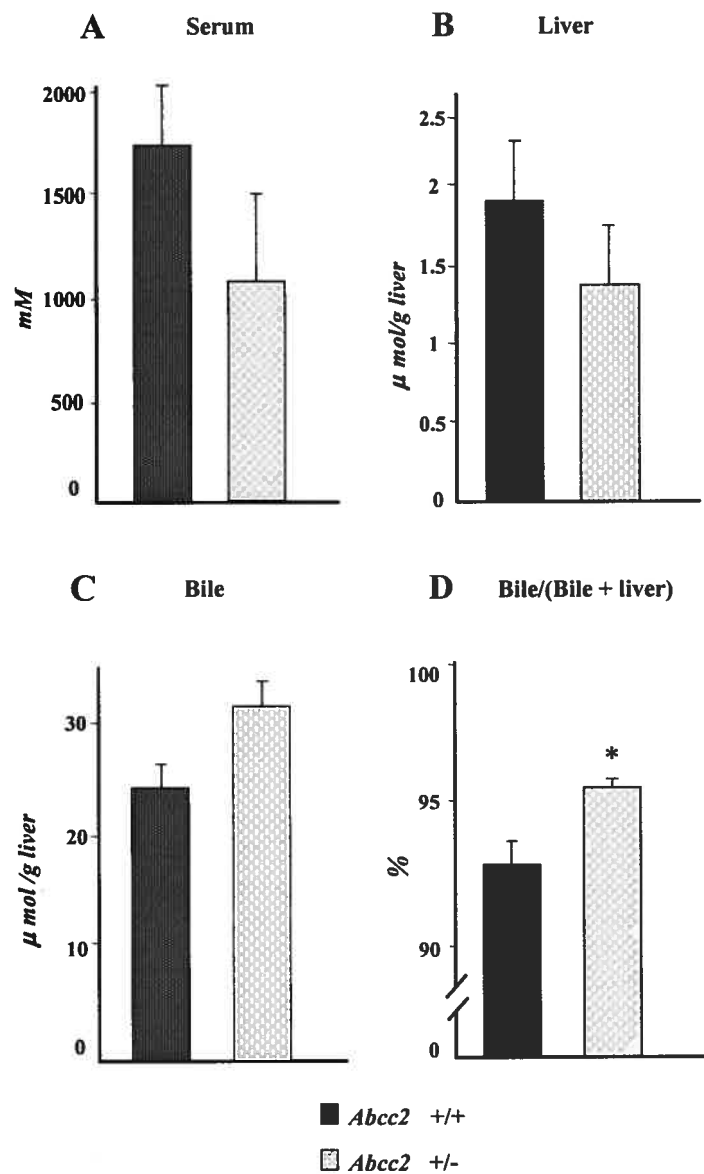 A Serum
2000
1500
1000
500
0
mM
B Liver
2.5
2
1.5
1
0.5
0
μ mol/g liver
C Bile
30
20
10
0
μ mol /g liver
D Bile/(Bile + liver)
100
95
90
0
%
*
Abcc2 +/+
Abcc2 +/-